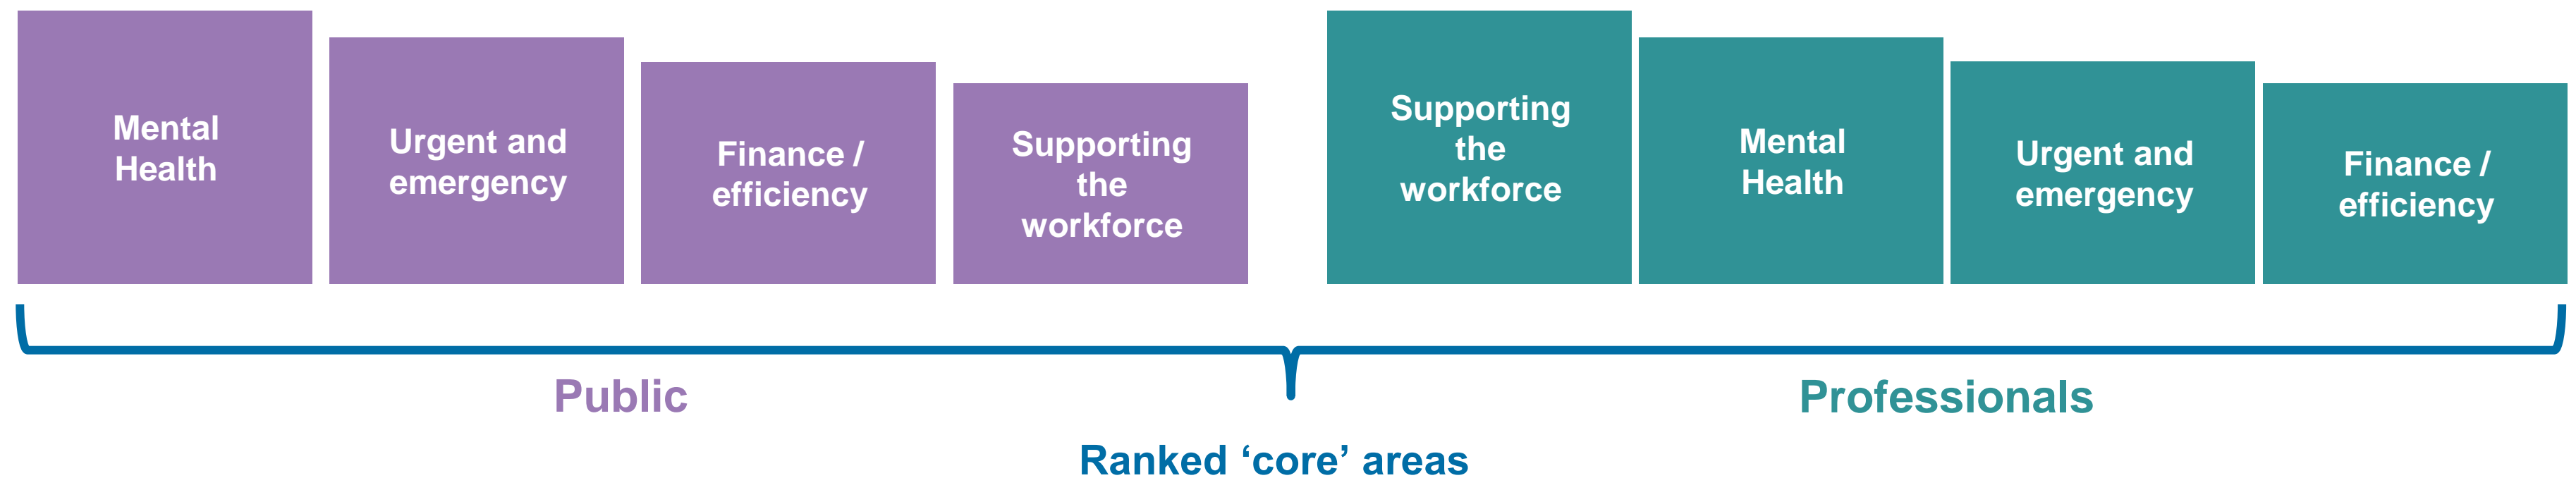 Mental
Health
Urgent and
emergency
Finance /
efficiency
Supporting
the
workforce
Supporting
the
workforce
Mental
Health
Urgent and
emergency
Finance /
efficiency
Public
Professionals
Ranked ‘core’ areas